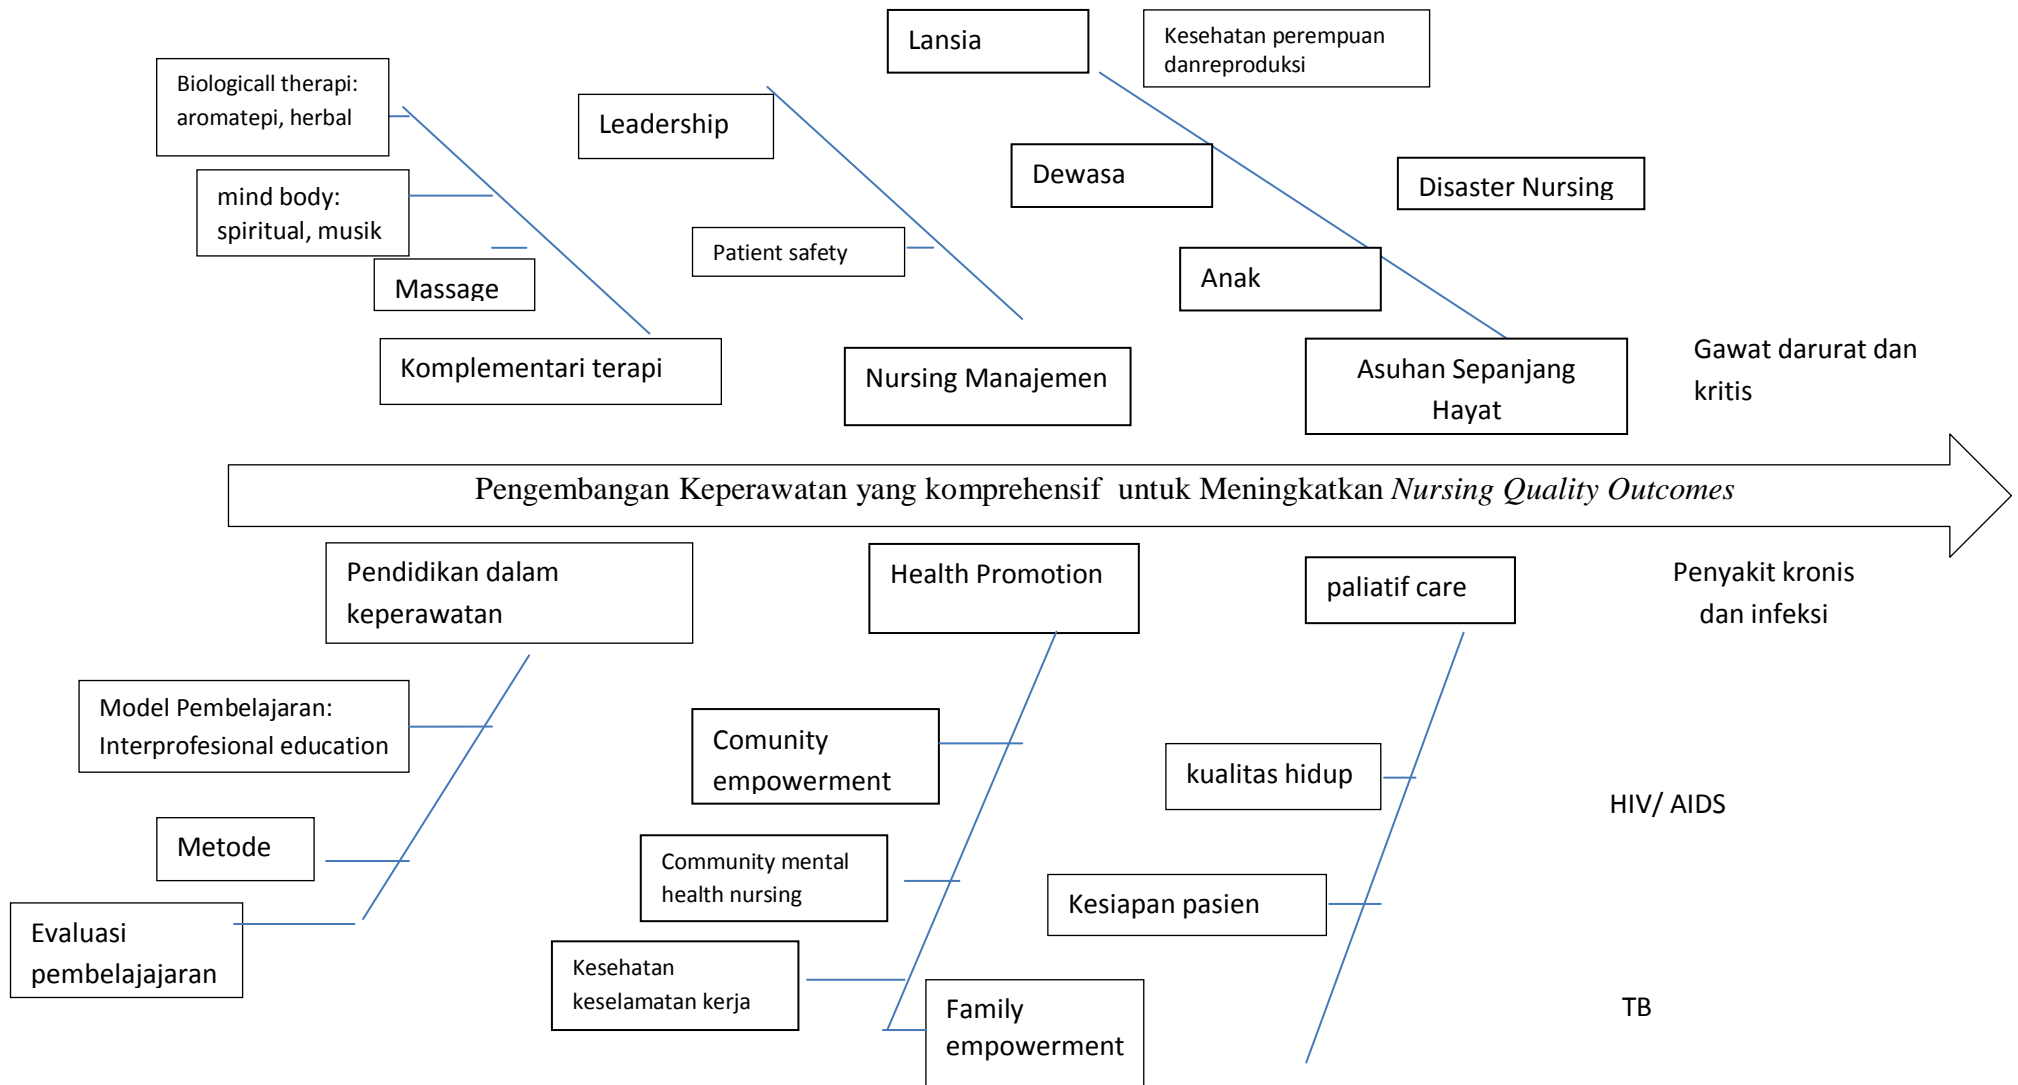 Lansia
Kesehatan perempuan
danreproduksi
Biologicall therapi:
aromatepi, herbal
Leadership
Dewasa
Disaster Nursing
mind body:
spiritual, musik
Patient safety
Anak
Massage
Komplementari terapi
Nursing Manajemen
Asuhan Sepanjang
Hayat
Gawat darurat dan
kritis
Pengembangan Keperawatan yang komprehensif  untuk Meningkatkan Nursing Quality Outcomes
Pendidikan dalam
keperawatan
Health Promotion
paliatif care
Penyakit kronis
dan infeksi
Model Pembelajaran:
Interprofesional education
Comunity
empowerment
kualitas hidup
HIV/ AIDS
Metode
Community mental
health nursing
Kesiapan pasien
Evaluasi
pembelajajaran
Kesehatan
keselamatan kerja
Family
empowerment
TB